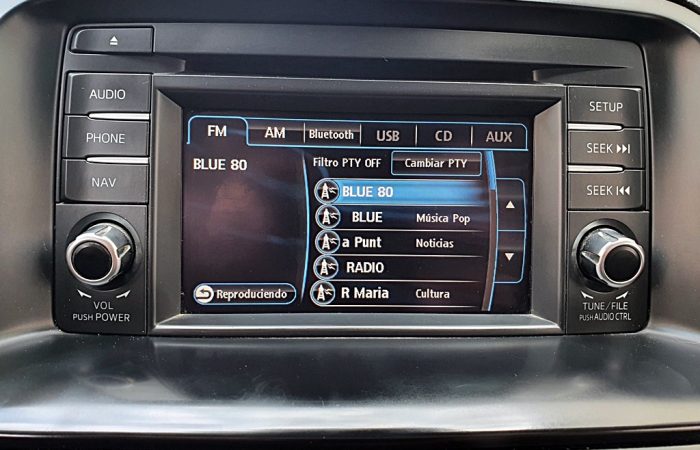 AUDIO
PHONE
NAV
VOL
PUSH POWER
FM AM Bluetooth USB CD AUX
BLUE 80
Filtro PTY OFF Cambiar PTY
BLUE 80
BLUE Música Pop
a Punt Noticias
RADIO
R Maria Cultura
Reproduciendo
SETUP
SEEK
SEEK
TUNE/FILE
PUSH AUDIO CTRL